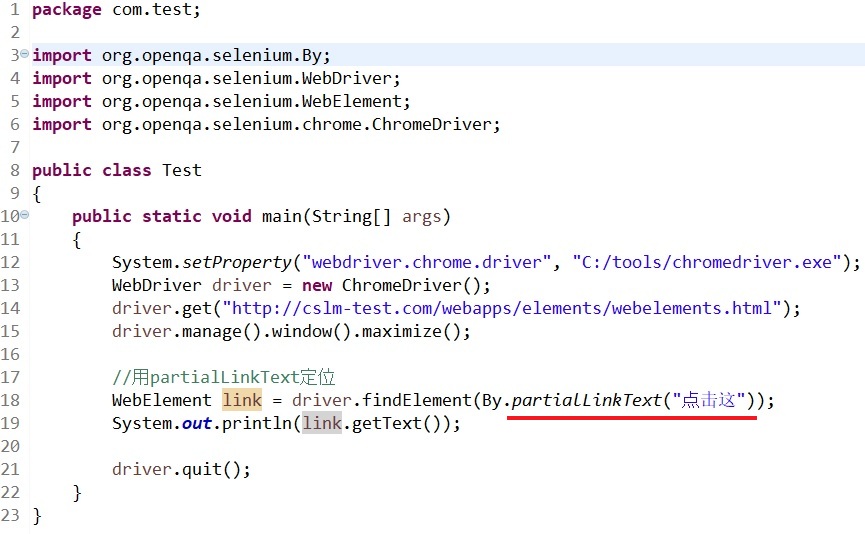 1 package com.test;
2
3 import org.openqa.selenium.By;
4 import org.openqa.selenium.WebDriver;
5 import org.openqa.selenium.WebElement;
6 import org.openqa.selenium.chrome.ChromeDriver;
7
8 public class Test
9 {
10     public static void main(String[] args)
11     {
12         System.setProperty("webdriver.chrome.driver", "C:/tools/chromedriver.exe");
13         WebDriver driver = new ChromeDriver();
14         driver.get("http://cslm-test.com/webapps/elements/webelements.html");
15         driver.manage().window().maximize();
16
17         //用partialLinkText定位
18         WebElement link = driver.findElement(By.partialLinkText("点击这"));
19         System.out.println(link.getText());
20
21         driver.quit();
22     }
23 }